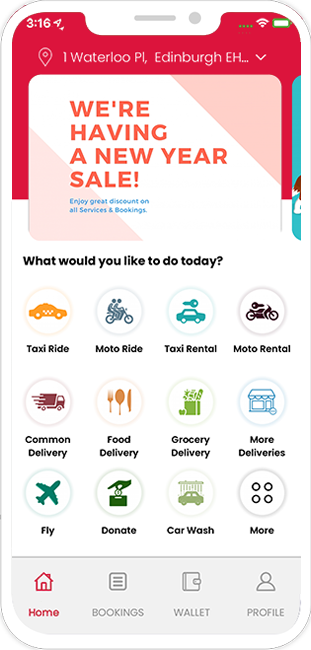 3:16
1 Waterloo Pl, Edinburgh EH...
WE'RE
HAVING
A NEW YEAR
SALE!
Enjoy great discount on
all Services & Bookings.
What would you like to do today?
Taxi Ride
Moto Ride
Taxi Rental
Moto Rental
Common
Delivery
Food
Delivery
Grocery
Delivery
More
Deliveries
Fly
Donate
Car Wash
More
Home
BOOKINGS
WALLET
PROFILE